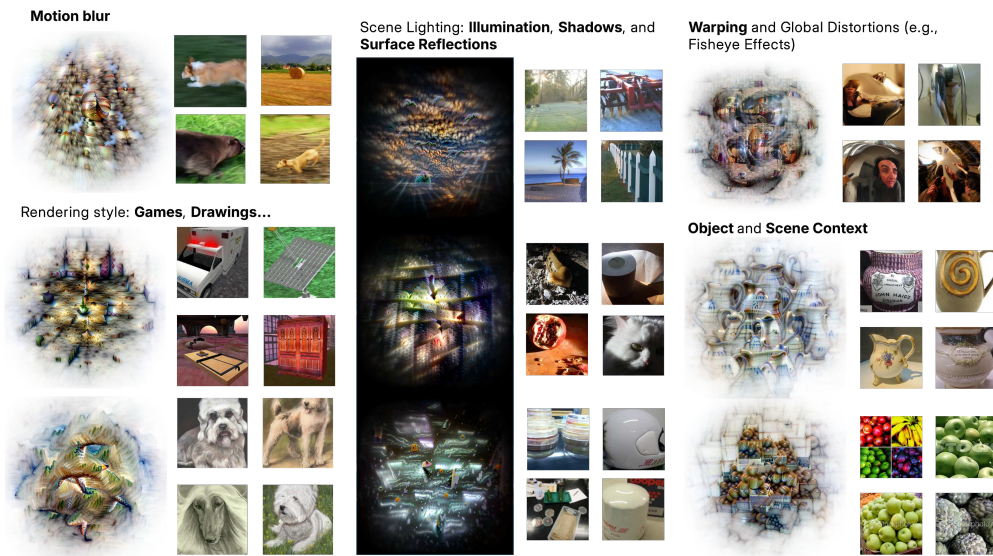 Motion blur
Rendering style: Games, Drawings...
Scene Lighting: Illumination, Shadows, and
Surface Reflections
Warping and Global Distortions (e.g.,
Fisheye Effects)
Object and Scene Context
JOHN MAIRS